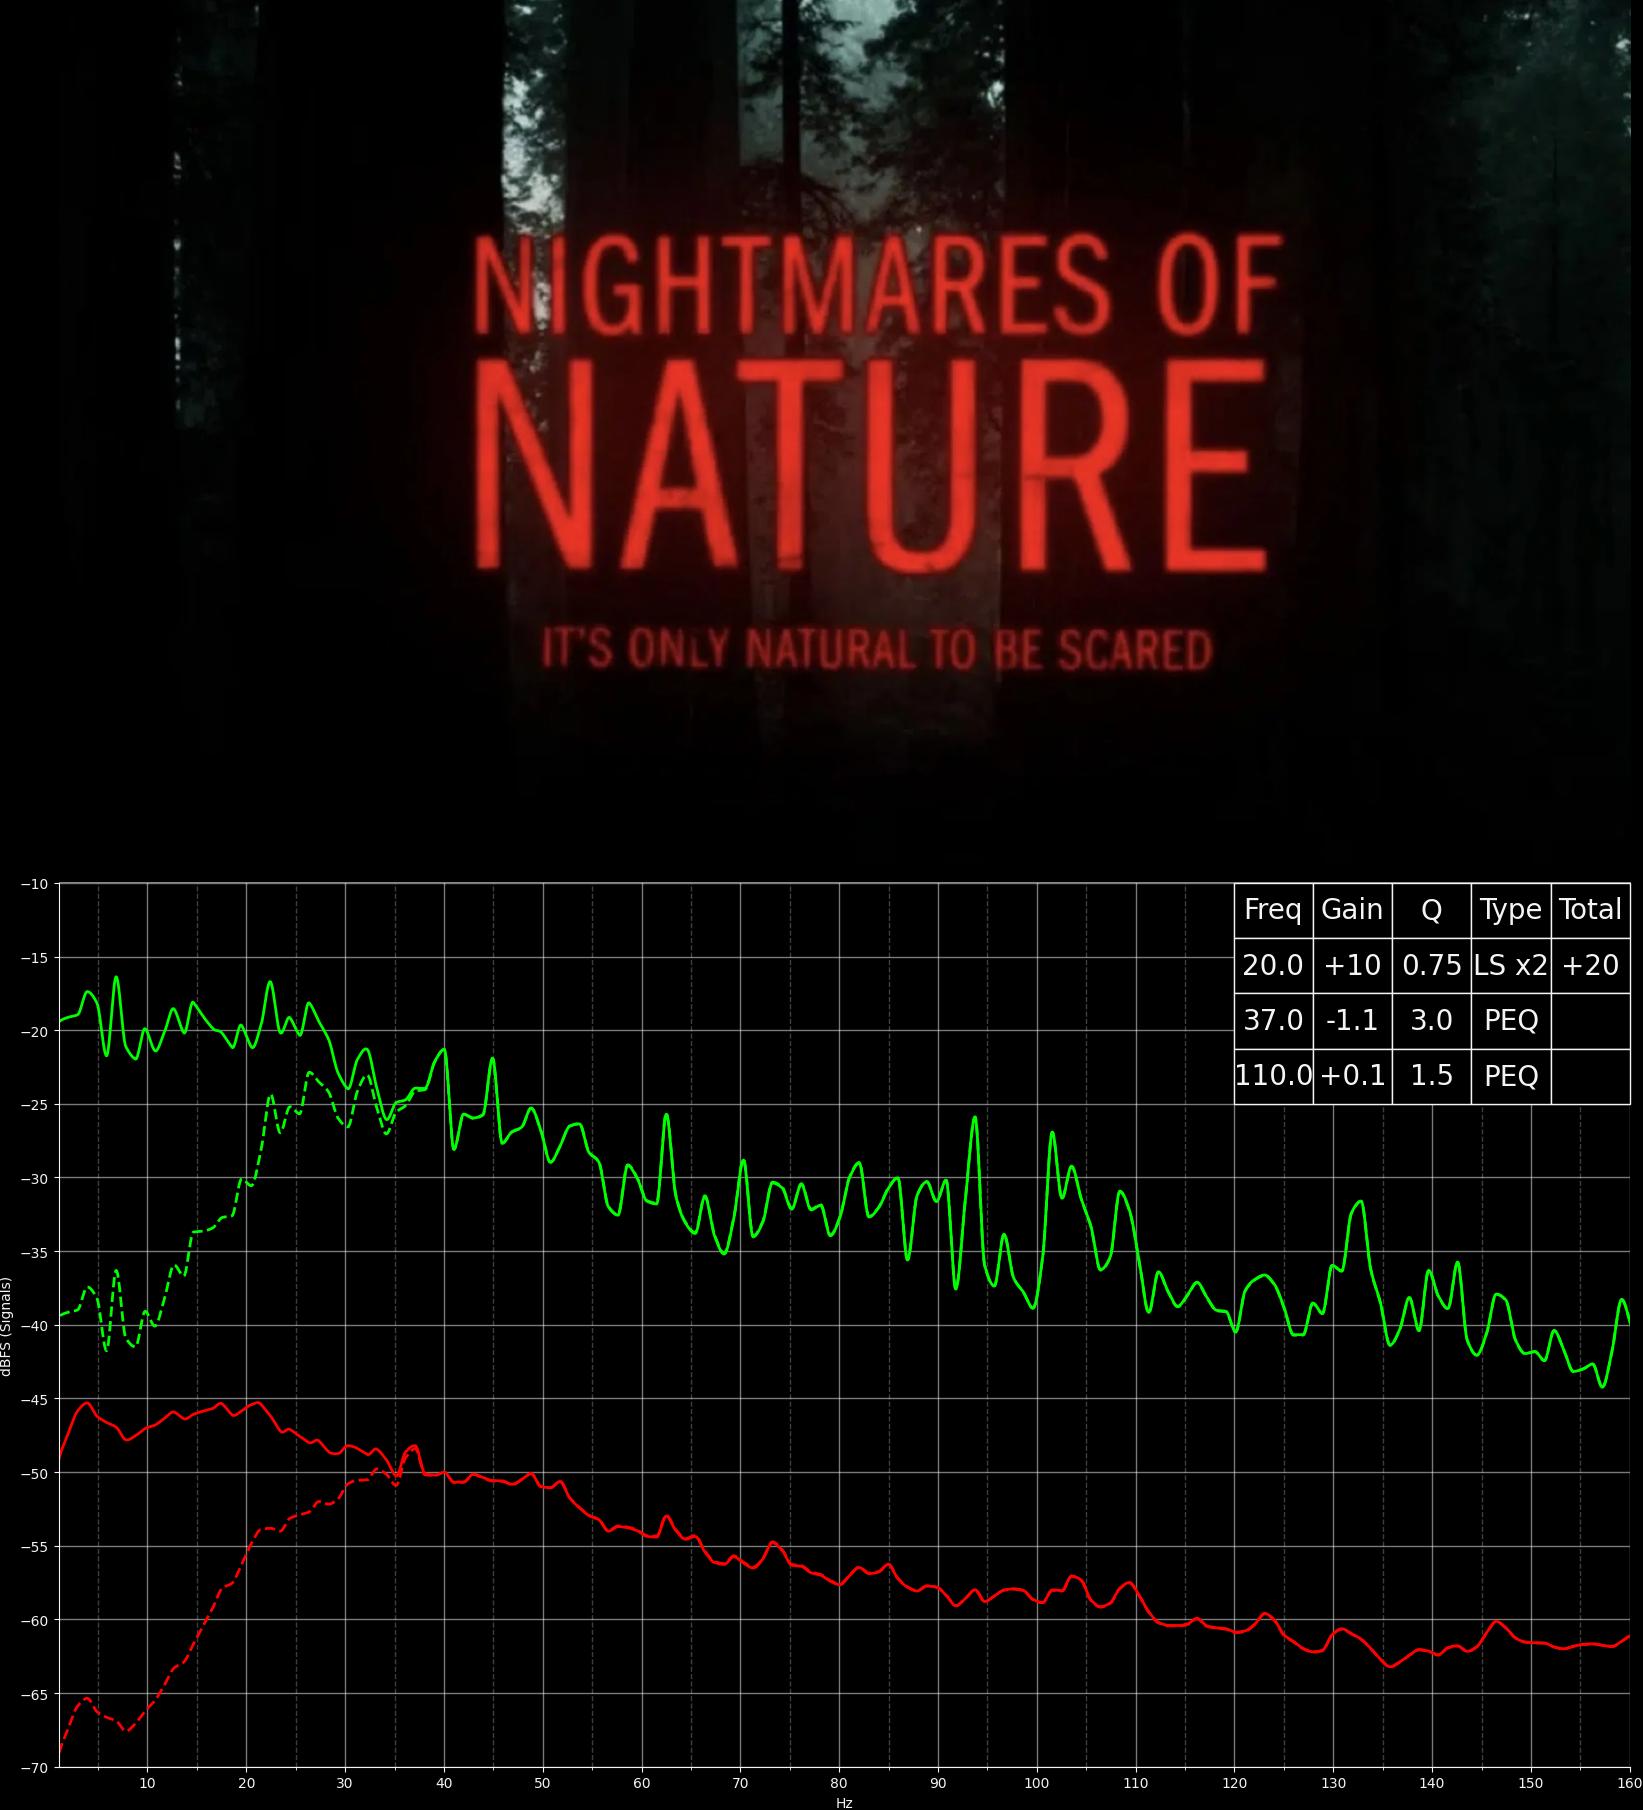 NIGHTMARES OF
NATURE
IT'S ONLY NATURAL TO BE SCARED
Freq Gain Q Type Total
20.0 +10 0.75 LS x2 +20
37.0 -1.1 3.0 PEQ
110.0 +0.1 1.5 PEQ
−10
−15
−20
−25
−30
−35
−40
−45
−50
−55
−60
−65
−70
dBFS (Signals)
10 20 30 40 50 60 70 80 90 100 110 120 130 140 150 160
Hz